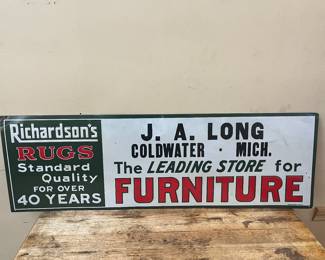 Richardson's
RUGS
Standard
Quality
FOR OVER
40 YEARS
J. A. LONG
COLDWATER · MICH.
The LEADING STORE for
FURNITURE